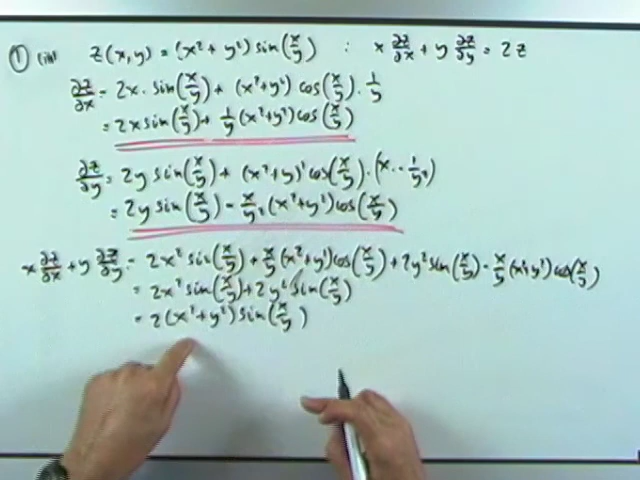 ① (iii) z(x,y) = (x² + y²) sin(x/y) : x ∂z/∂x + y ∂z/∂y = 2z
∂z/∂x = 2x · sin(x/y) + (x² + y²) cos(x/y) · 1/y
= 2x sin(x/y) + 1/y (x² + y²) cos(x/y)
∂z/∂y = 2y sin(x/y) + (x² + y²) cos(x/y) · (x · - 1/y²)
= 2y sin(x/y) - x/y² (x² + y²) cos(x/y)
x ∂z/∂x + y ∂z/∂y = 2x² sin(x/y) + x/y (x² + y²) cos(x/y) + 2y² sin(x/y) - x/y (x² + y²) cos(x/y)
= 2x² sin(x/y) + 2y² sin(x/y)
= 2(x² + y²) sin(x/y)